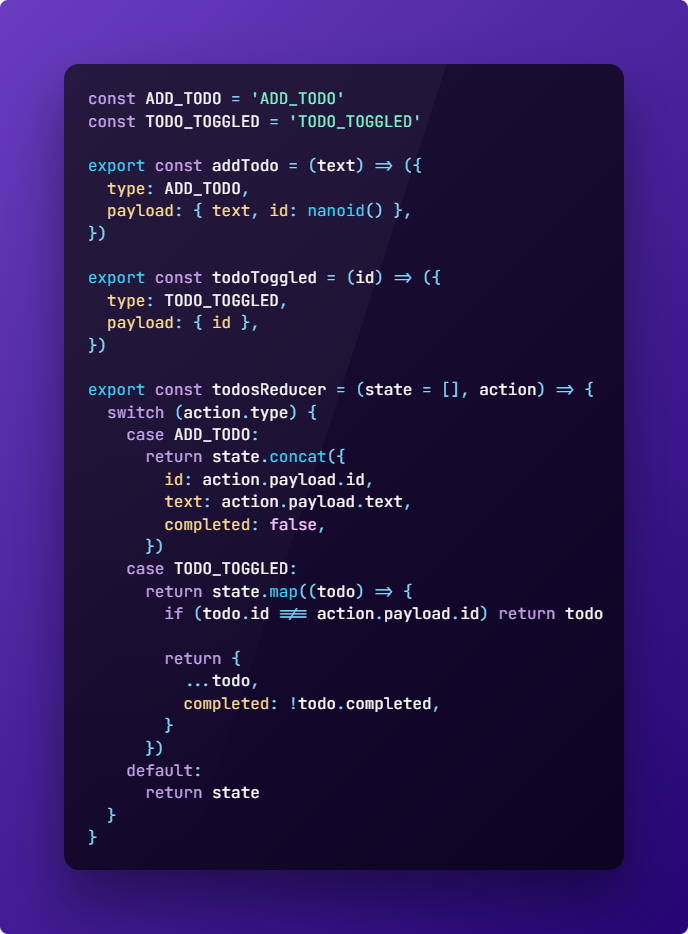 const ADD_TODO = 'ADD_TODO'
const TODO_TOGGLED = 'TODO_TOGGLED'

export const addTodo = (text) => ({
  type: ADD_TODO,
  payload: { text, id: nanoid() },
})

export const todoToggled = (id) => ({
  type: TODO_TOGGLED,
  payload: { id },
})

export const todosReducer = (state = [], action) => {
  switch (action.type) {
    case ADD_TODO:
      return state.concat({
        id: action.payload.id,
        text: action.payload.text,
        completed: false,
      })
    case TODO_TOGGLED:
      return state.map((todo) => {
        if (todo.id !== action.payload.id) return todo

        return {
          ...todo,
          completed: !todo.completed,
        }
      })
    default:
      return state
  }
}